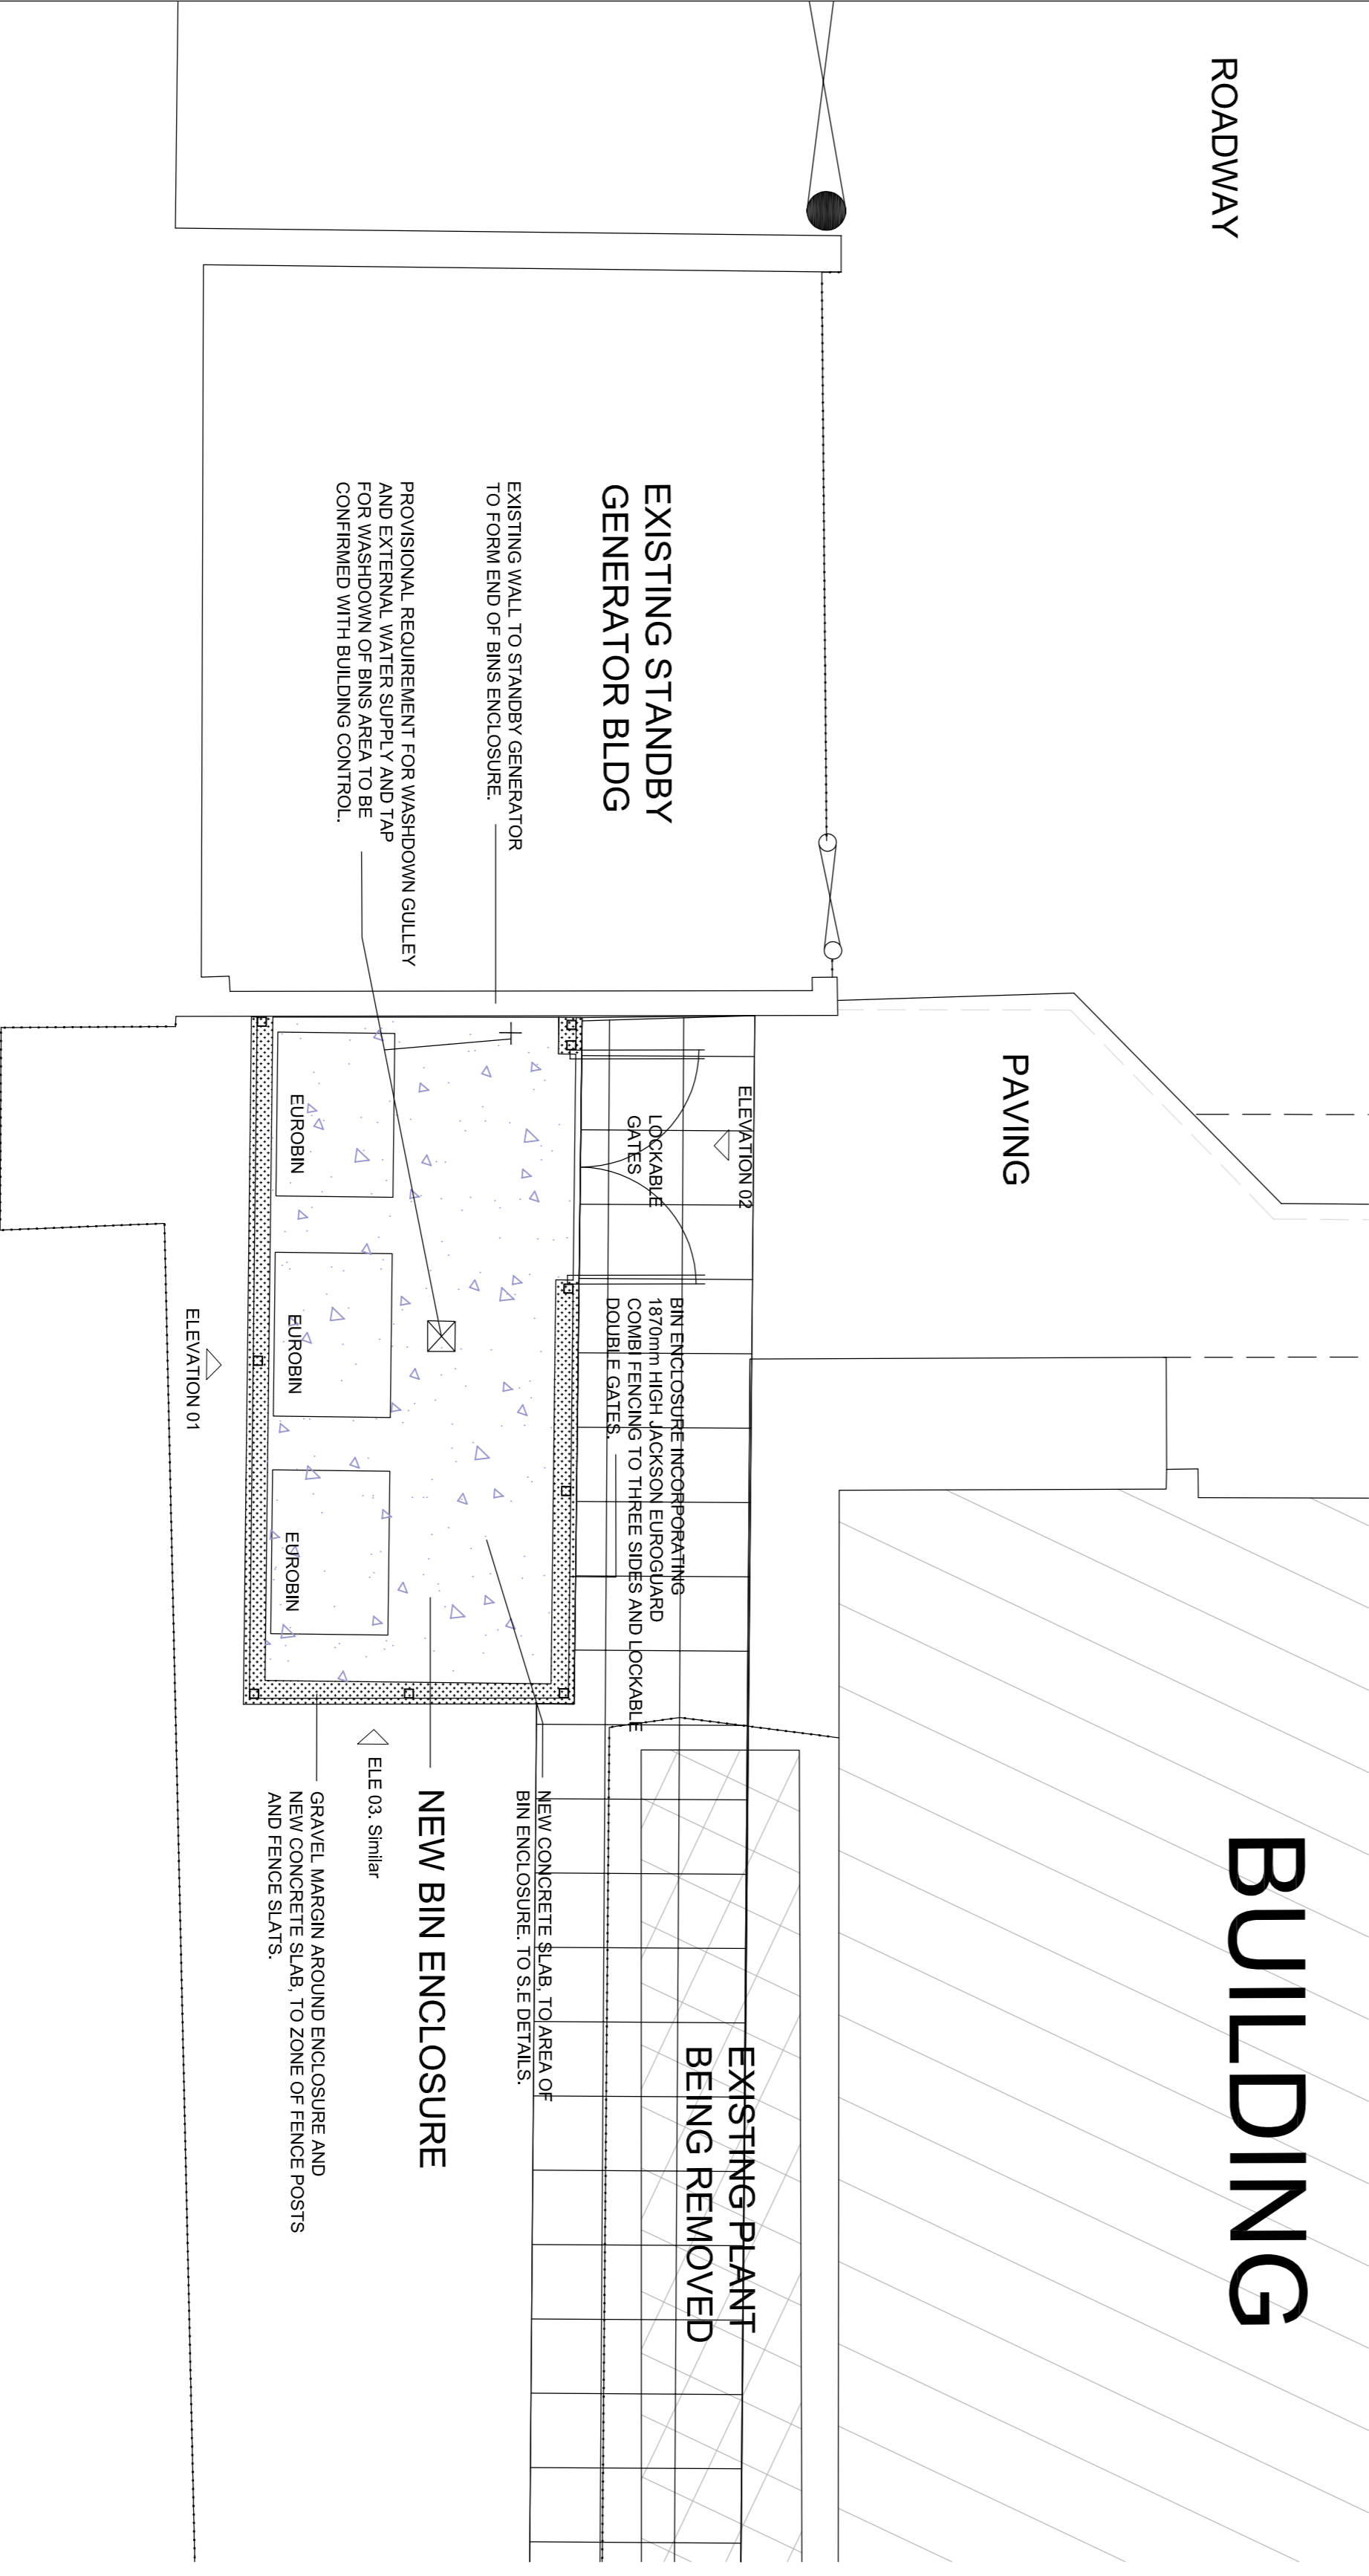 ROADWAY
EXISTING STANDBY
GENERATOR BLDG
EXISTING WALL TO STANDBY GENERATOR
TO FORM END OF BINS ENCLOSURE.
PROVISIONAL REQUIREMENT FOR WASHDOWN GULLEY
AND EXTERNAL WATER SUPPLY AND TAP
FOR WASHDOWN OF BINS AREA TO BE
CONFIRMED WITH BUILDING CONTROL.
PAVING
ELEVATION 02
LOCKABLE
GATES
EUROBIN
EUROBIN
EUROBIN
BIN ENCLOSURE INCORPORATING
1870mm HIGH JACKSON EUROGUARD
COMBI FENCING TO THREE SIDES AND LOCKABLE
DOUBLE GATES.
ELEVATION 01
BUILDING
EXISTING PLANT
BEING REMOVED
NEW CONCRETE SLAB, TO AREA OF
BIN ENCLOSURE. TO S.E DETAILS.
NEW BIN ENCLOSURE
ELE 03. Similar
GRAVEL MARGIN AROUND ENCLOSURE AND
NEW CONCRETE SLAB, TO ZONE OF FENCE POSTS
AND FENCE SLATS.